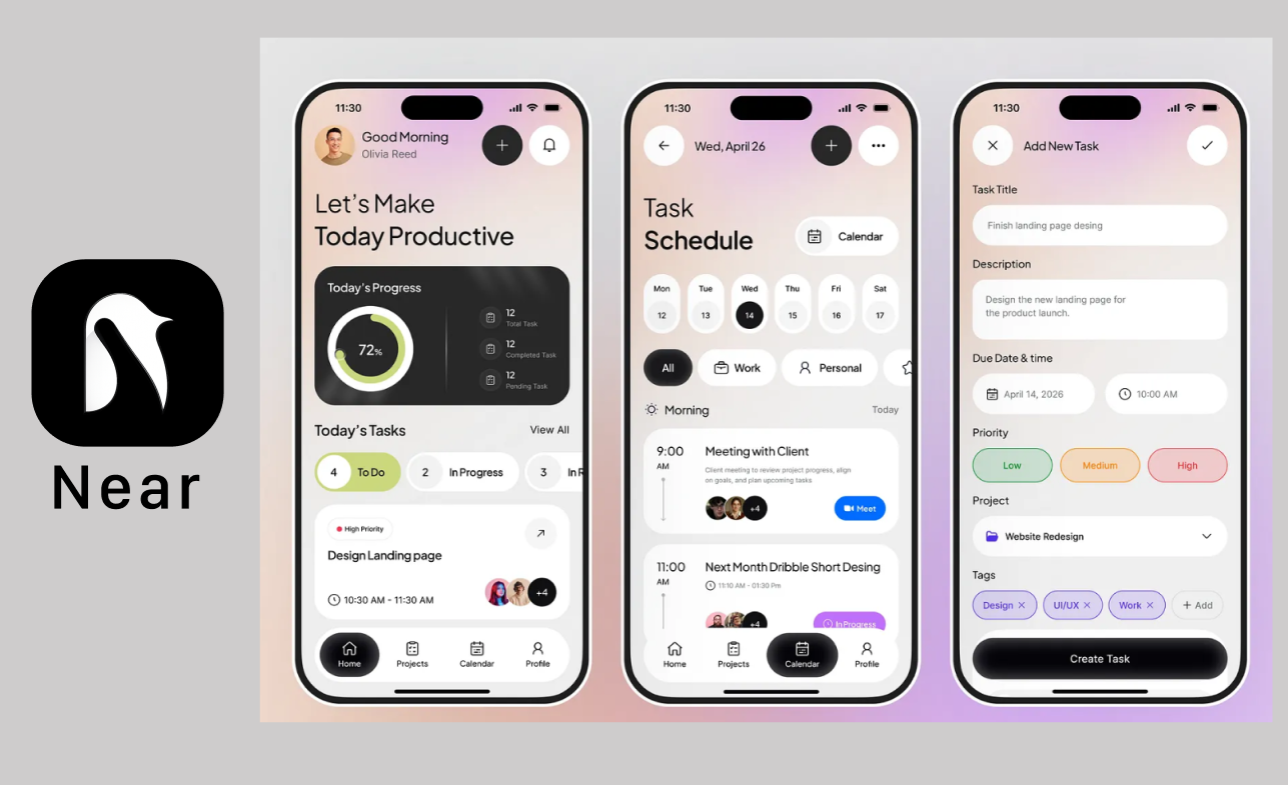 Near
11:30
Good Morning
Olivia Reed
Let's Make
Today Productive
Today's Progress
72%
12
Total Task
12
Completed Task
12
Pending Task
Today's Tasks
View All
4 To Do
2 In Progress
3 In R
High Priority
Design Landing page
10:30 AM - 11:30 AM
+4
Home
Projects
Calendar
Profile
11:30
Wed, April 26
Task
Schedule
Calendar
Mon Tue Wed Thu Fri Sat
12 13 14 15 16 17
All
Work
Personal
Morning
Today
9:00
AM
Meeting with Client
Client meeting to review project progress, align
on goals, and plan upcoming tasks
+4
Meet
11:00
AM
Next Month Dribble Short Desing
11:10 AM - 01:30 Pm
+4
In Progress
Home
Projects
Calendar
Profile
11:30
Add New Task
Task Title
Finish landing page desing
Description
Design the new landing page for
the product launch.
Due Date & time
April 14, 2026
10:00 AM
Priority
Low
Medium
High
Project
Website Redesign
Tags
Design ×
UI/UX ×
Work ×
+ Add
Create Task